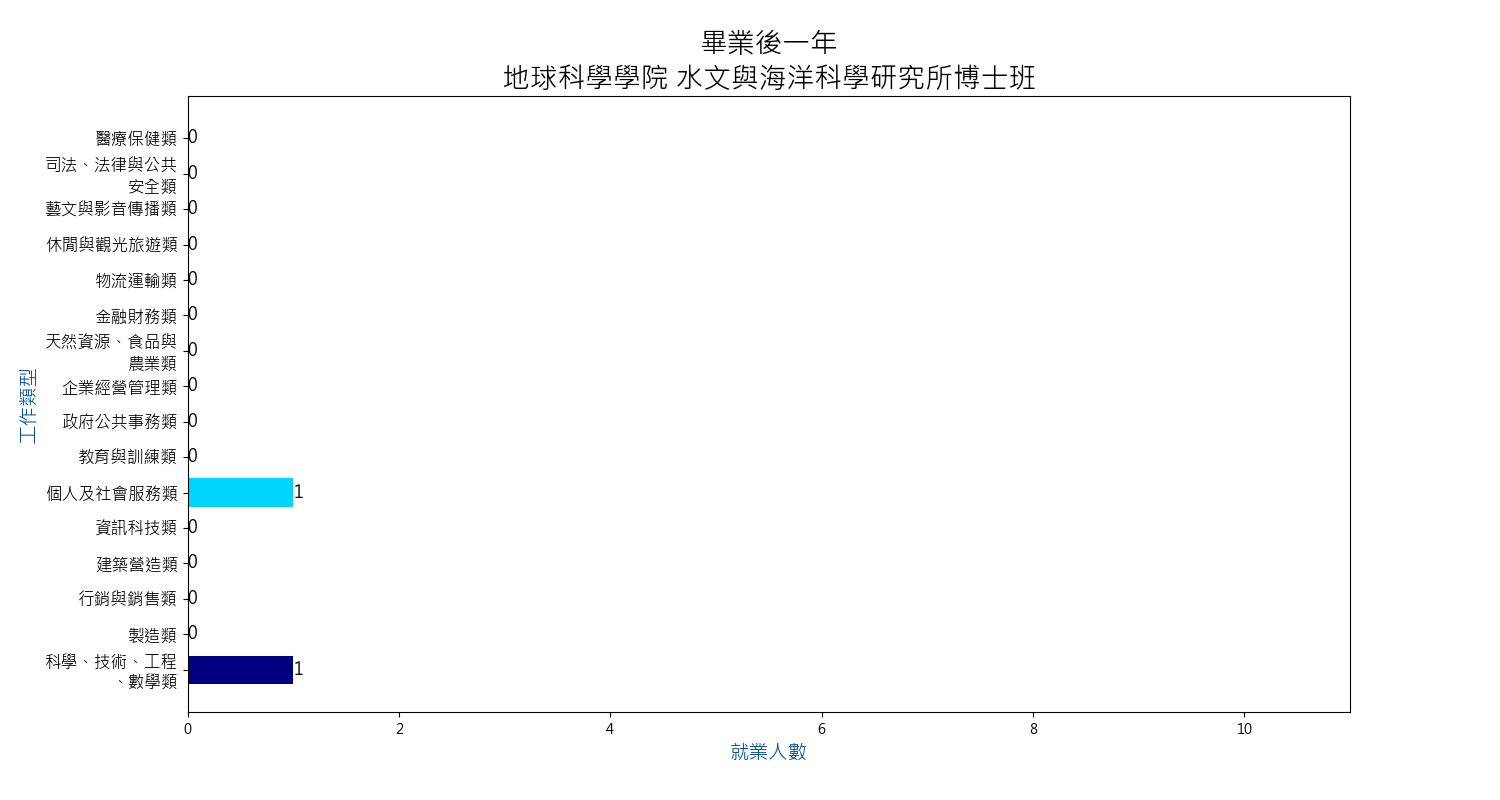 畢業後一年
地球科學學院 水文與海洋科學研究所博士班
醫療保健類 0
司法、法律與公共
安全類 0
藝文與影音傳播類 0
休閒與觀光旅遊類 0
物流運輸類 0
金融財務類 0
天然資源、食品與
農業類 0
企業經營管理類 0
政府公共事務類 0
教育與訓練類 0
個人及社會服務類 1
資訊科技類 0
建築營造類 0
行銷與銷售類 0
製造類 0
科學、技術、工程
、數學類 1
工作類型
0 2 4 6 8 10
就業人數